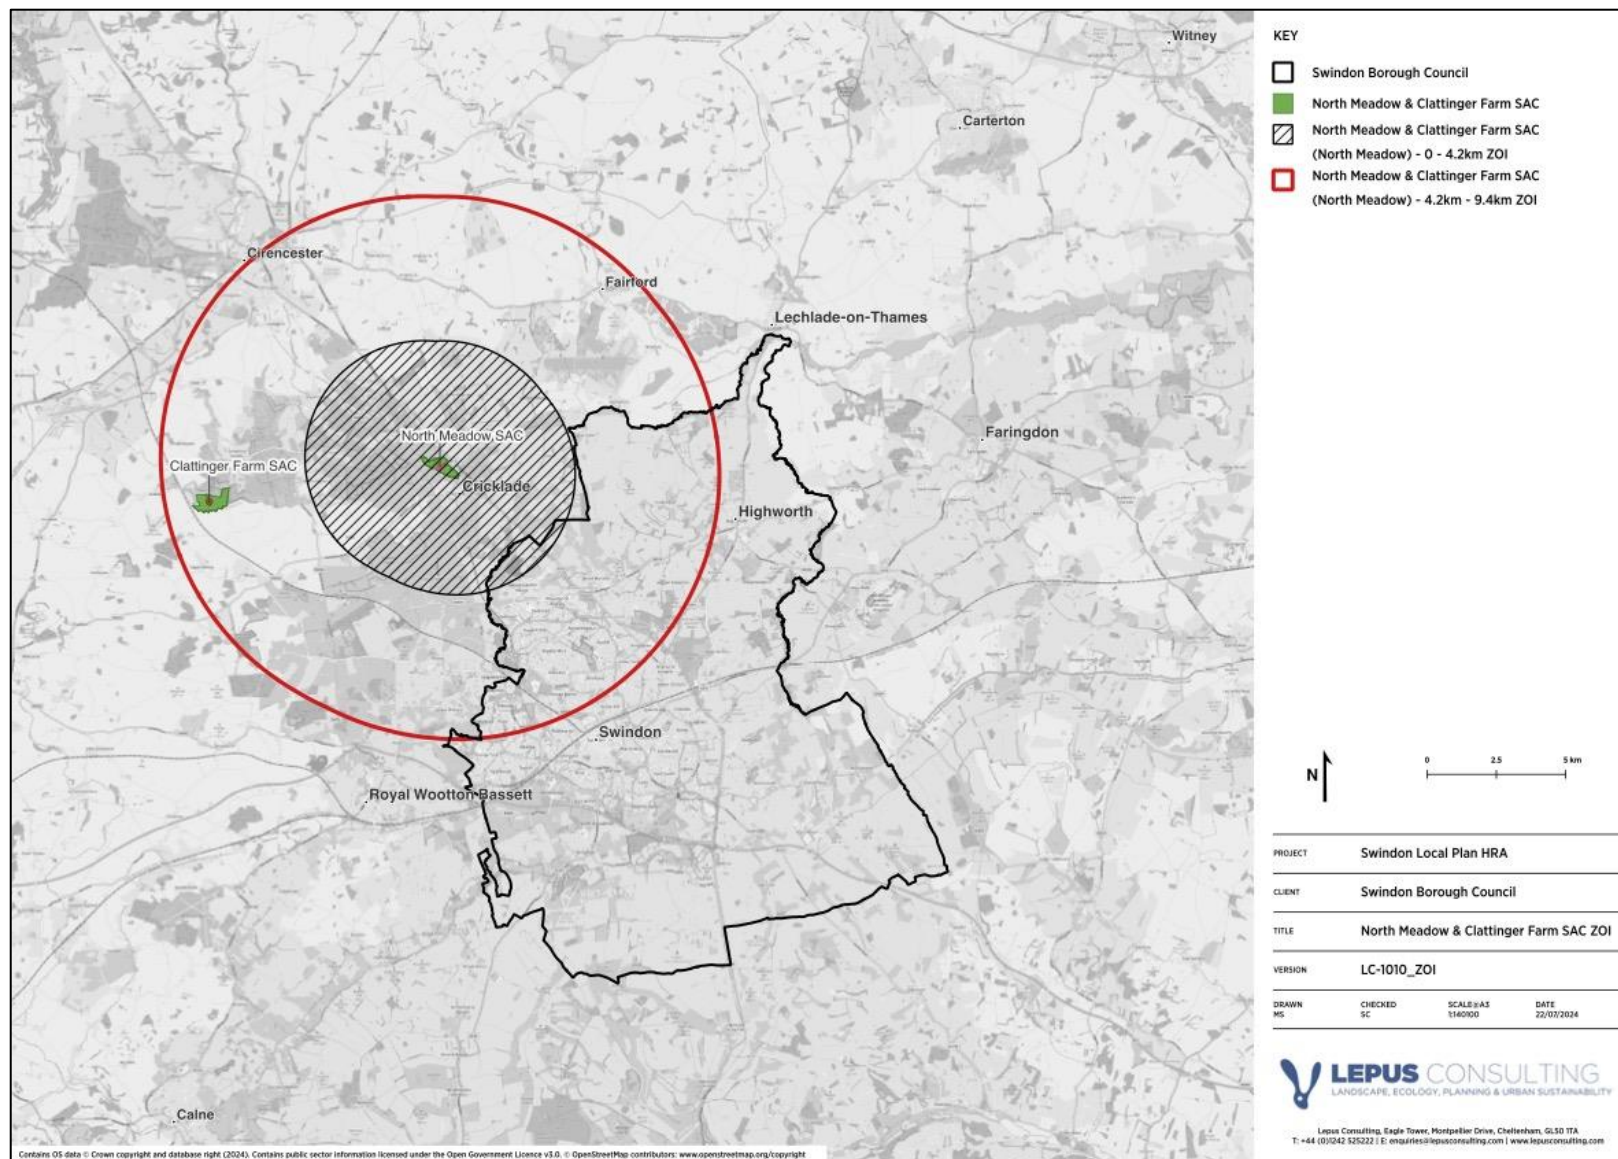 Witney
Carterton
Cirencester
Fairford
Lechlade-on-Thames
North Meadow SAC
Faringdon
Clattinger Farm SAC
Cricklade
Highworth
Swindon
Royal Wootton Bassett
Calne
Contains OS data © Crown copyright and database right (2024). Contains public sector information licensed under the Open Government Licence v3.0. © OpenStreetMap contributors: www.openstreetmap.org/copyright
KEY
Swindon Borough Council
North Meadow & Clattinger Farm SAC
North Meadow & Clattinger Farm SAC
(North Meadow) - 0 - 4.2km ZOI
North Meadow & Clattinger Farm SAC
(North Meadow) - 4.2km - 9.4km ZOI
N
0 2.5 5 km
PROJECT Swindon Local Plan HRA
CLIENT Swindon Borough Council
TITLE North Meadow & Clattinger Farm SAC ZOI
VERSION LC-1010_ZOI
DRAWN CHECKED SCALE@A3 DATE
MS SC 1:140100 22/07/2024
LEPUS CONSULTING
LANDSCAPE, ECOLOGY, PLANNING & URBAN SUSTAINABILITY
Lepus Consulting, Eagle Tower, Montpellier Drive, Cheltenham, GL50 1TA
T: +44 (0)1242 525222 | E: enquiries@lepusconsulting.com | www.lepusconsulting.com